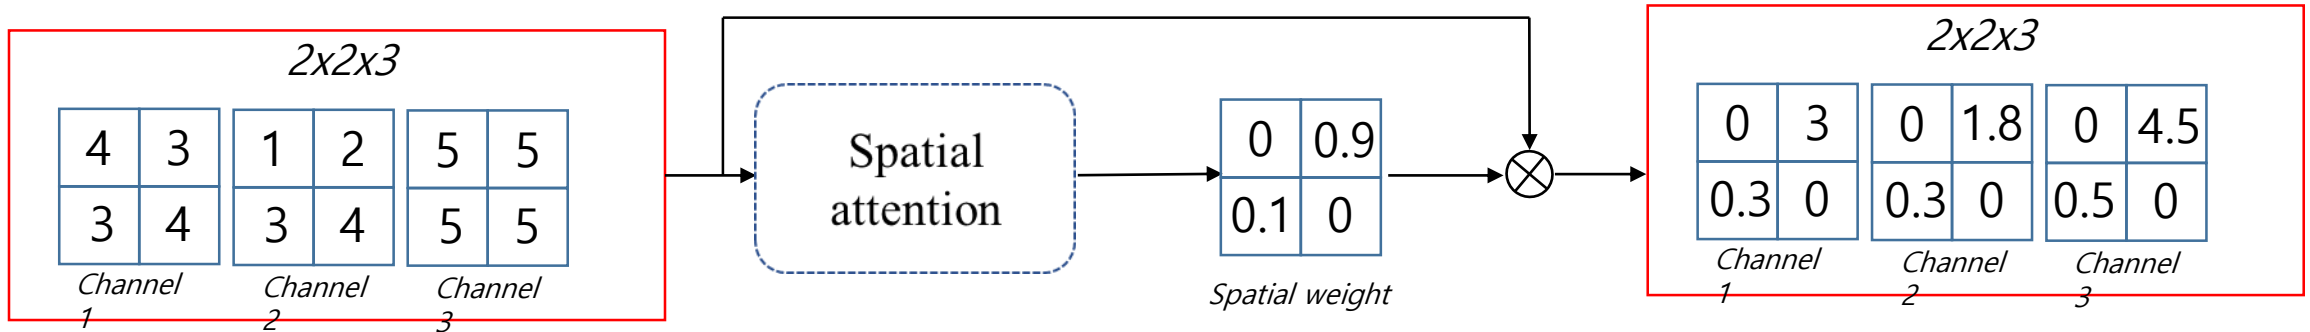 2x2x3
4 3 1 2 5 5
3 4 3 4 5 5
Channel 1
Channel 2
Channel 3
Spatial
attention
0 0.9
0.1 0
Spatial weight
2x2x3
0 3 0 1.8 0 4.5
0.3 0 0.3 0 0.5 0
Channel 1
Channel 2
Channel 3